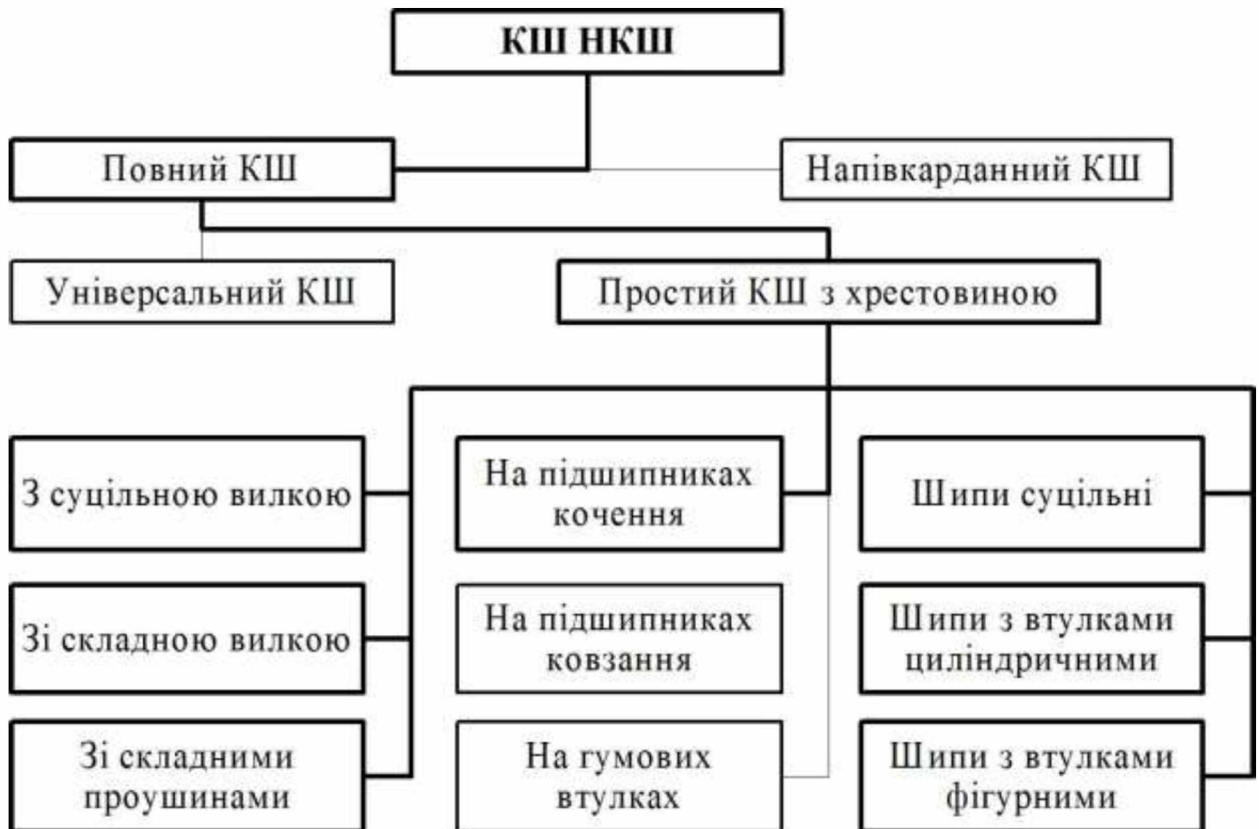 КШ НКШ
Повний КШ
Напівкарданний КШ
Універсальний КШ
Простий КШ з хрестовиною
З суцільною вилкою
На підшипниках
кочення
Шипи суцільні
Зі складною вилкою
На підшипниках
ковзання
Шипи з втулками
циліндричними
Зі складними
проушинами
На гумових
втулках
Шипи з втулками
фігурними